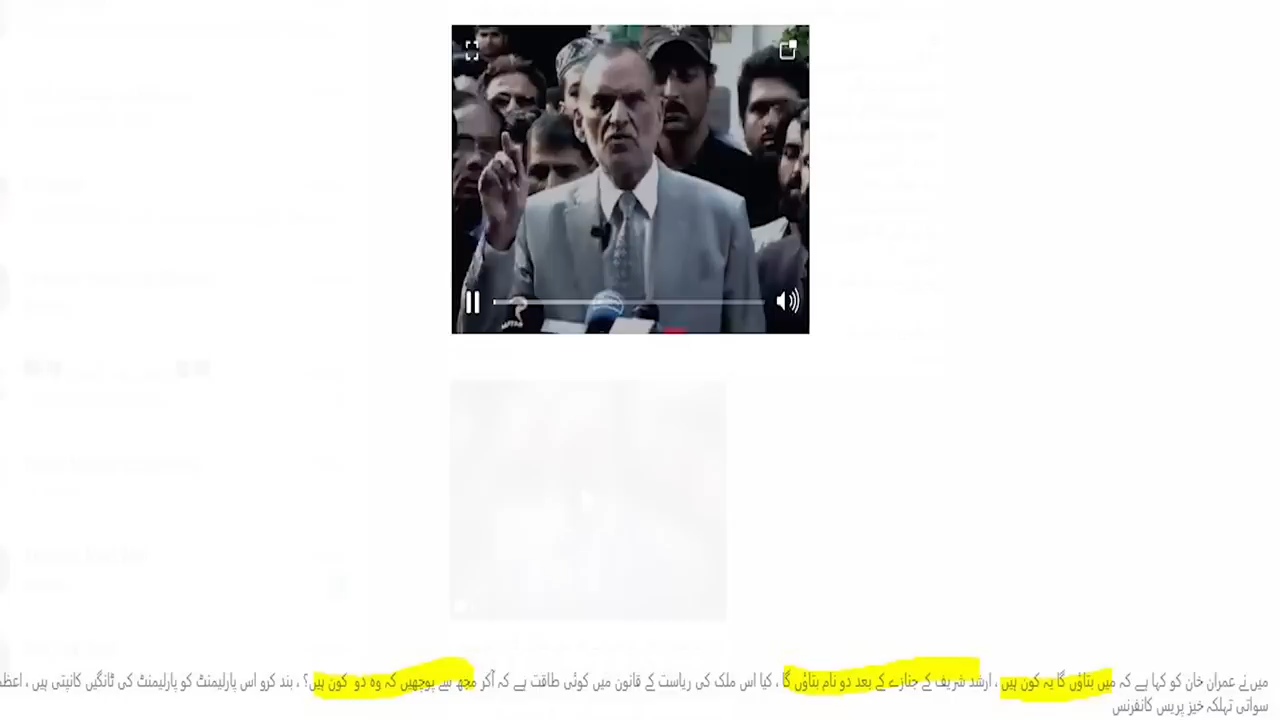 میں نے عمران خان کو کہا ہے کہ میں بتاؤں گا یہ کون ہیں ، ارشد شریف کے جنازے کے بعد دو نام بتاؤں گا ، کیا اس ملک کی ریاست کے قانون میں کوئی طاقت ہے کہ آکر مجھ سے پوچھیں کہ وہ دو کون ہیں؟ ، بند کرو اس پارلیمنٹ کو پارلیمنٹ کی ٹانگیں کانپتی ہیں ، اعظم
سواتی تہلکہ خیز پریس کانفرنس